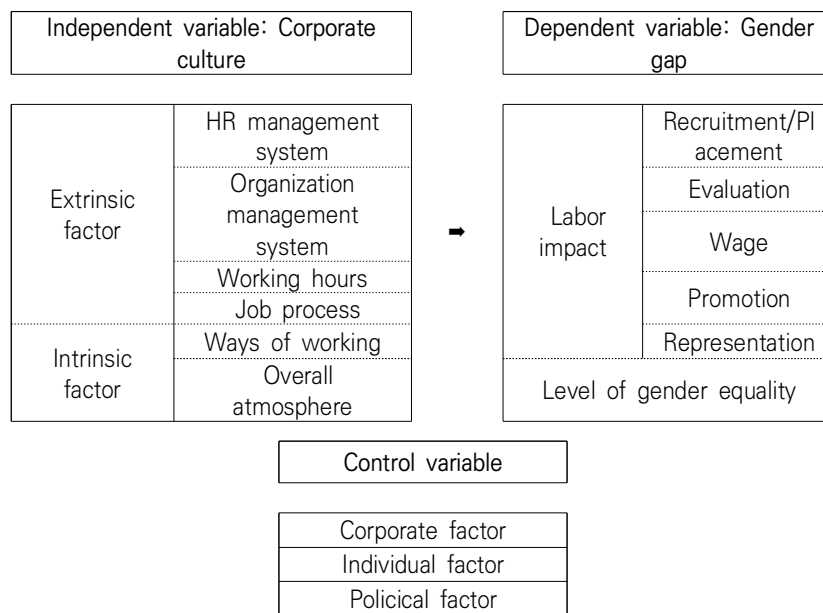 Independent variable: Corporate
culture
Dependent variable: Gender
gap
Extrinsic
factor
HR management
system
Organization
management
system
Working hours
Job process
Intrinsic
factor
Ways of working
Overall
atmosphere
➡
Labor
impact
Recruitment/Pl
acement
Evaluation
Wage
Promotion
Representation
Level of gender equality
Control variable
Corporate factor
Individual factor
Policical factor